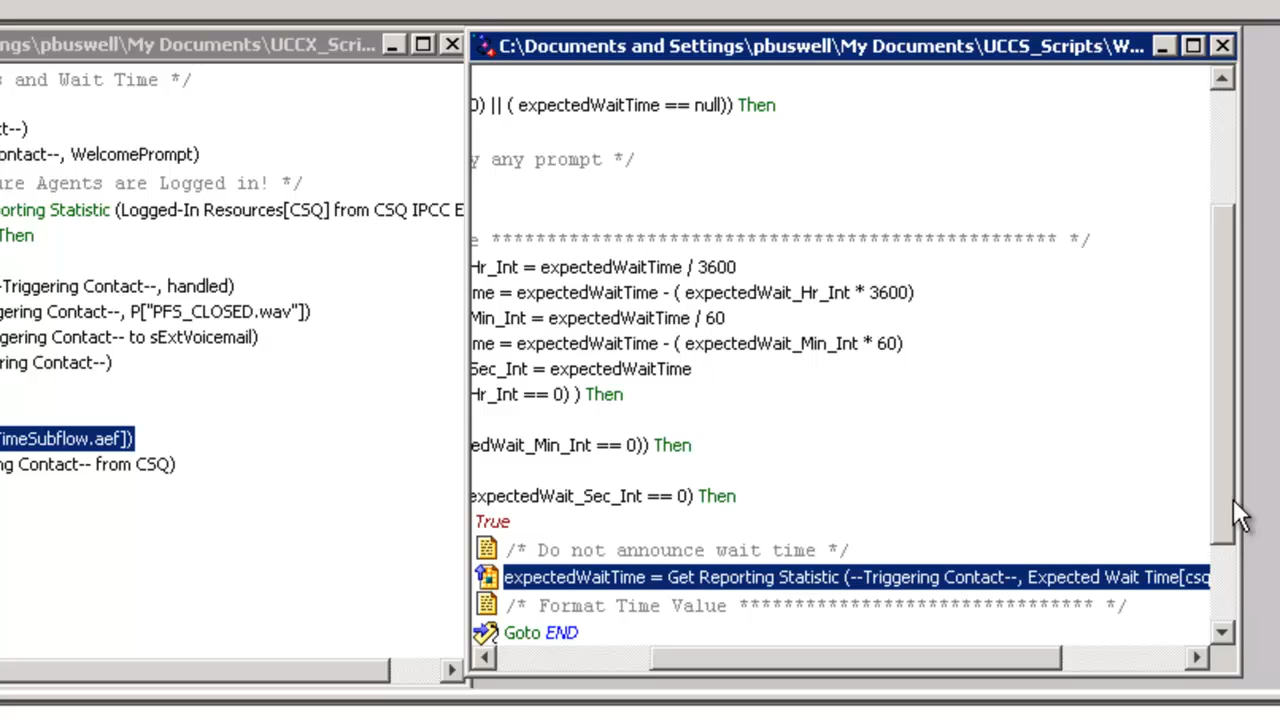 ngs\pbuswell\My Documents\UCCX_Scri...
s and Wait Time */
ct--)
ontact--, WelcomePrompt)
ure Agents are Logged in! */
orting Statistic (Logged-In Resources[CSQ] from CSQ IPCC E
Then
-Triggering Contact--, handled)
gering Contact--, P["PFS_CLOSED.wav"])
ggering Contact-- to sExtVoicemail)
ring Contact--)
TimeSubflow.aef])
ng Contact-- from CSQ)
C:\Documents and Settings\pbuswell\My Documents\UCCS_Scripts\W...
0) || ( expectedWaitTime == null)) Then
y any prompt */
e *************************************************** */
Hr_Int = expectedWaitTime / 3600
me = expectedWaitTime - ( expectedWait_Hr_Int * 3600)
Min_Int = expectedWaitTime / 60
me = expectedWaitTime - ( expectedWait_Min_Int * 60)
Sec_Int = expectedWaitTime
Hr_Int == 0) ) Then
edWait_Min_Int == 0)) Then
expectedWait_Sec_Int == 0) Then
True
/* Do not announce wait time */
expectedWaitTime = Get Reporting Statistic (--Triggering Contact--, Expected Wait Time[csq
/* Format Time Value ******************************** */
Goto END